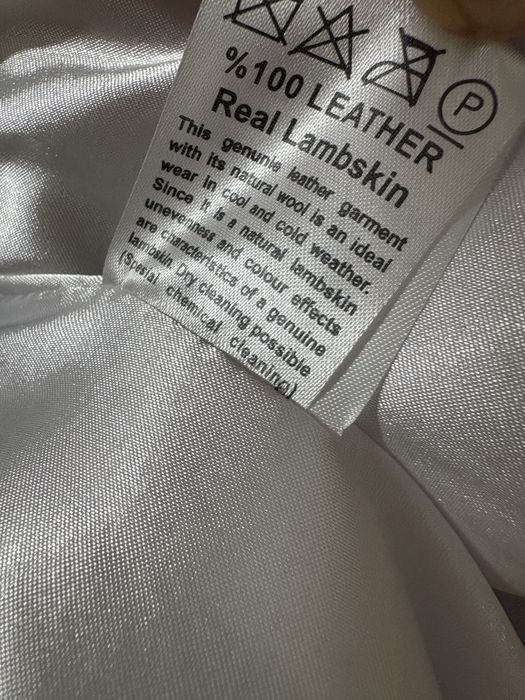 P
%100 LEATHER
Real Lambskin
This genunie leather garment
with its natural wool is an ideal
wear in cool and cold weather.
Since it is a natural lambskin
unevenness and colour effects
are characteristics of a genuine
lambskin. Dry cleaning possible
(Spesial chemical cleaning)